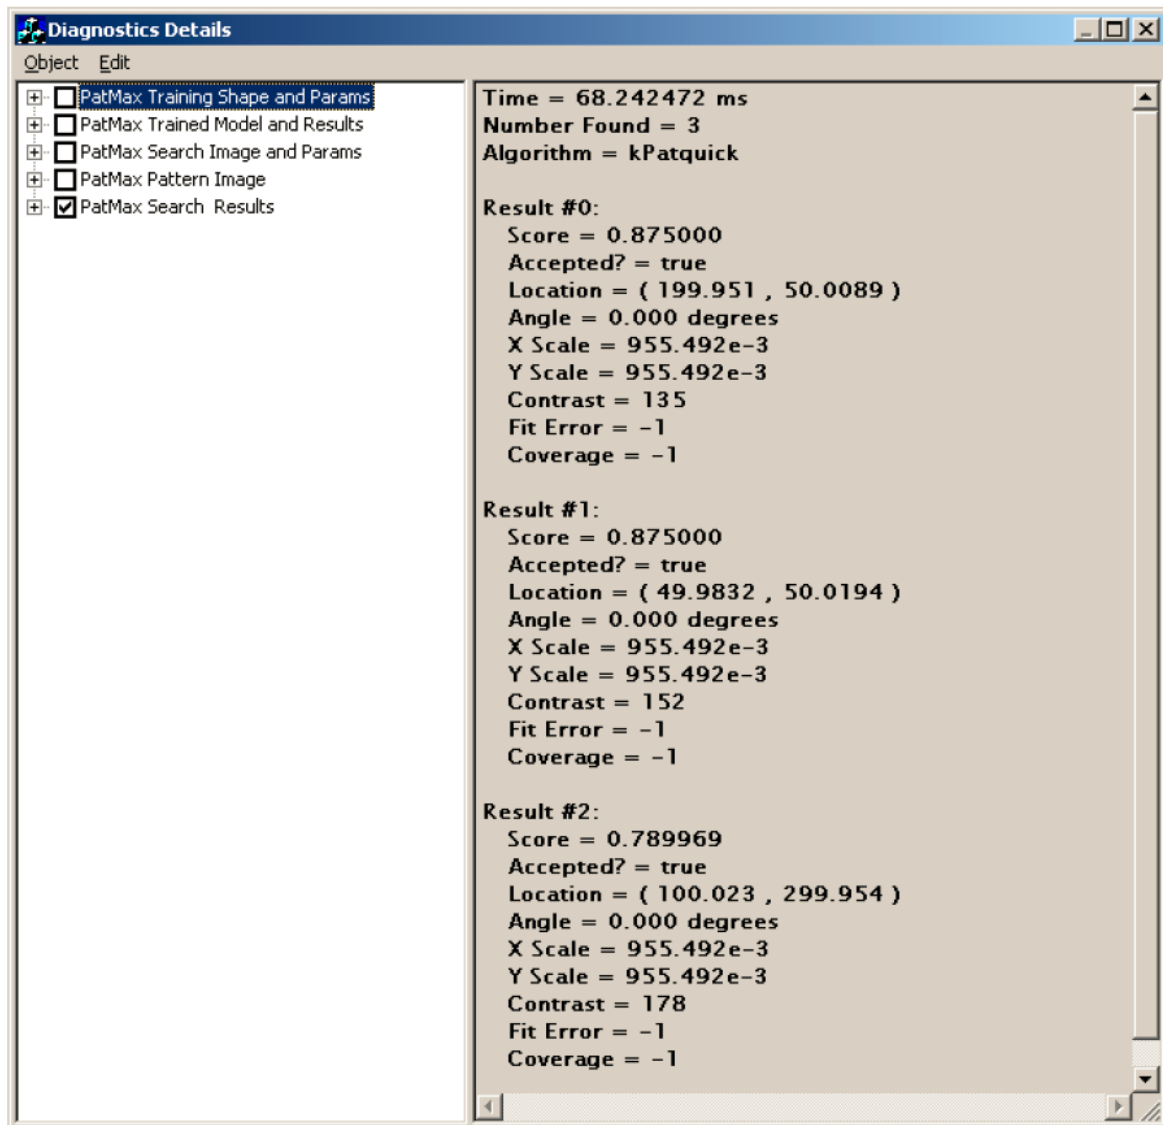 Diagnostics Details
Object Edit
PatMax Training Shape and Params
PatMax Trained Model and Results
PatMax Search Image and Params
PatMax Pattern Image
PatMax Search Results
Time = 68.242472 ms
Number Found = 3
Algorithm = kPatquick
Result #0:
Score = 0.875000
Accepted? = true
Location = ( 199.951 , 50.0089 )
Angle = 0.000 degrees
X Scale = 955.492e-3
Y Scale = 955.492e-3
Contrast = 135
Fit Error = -1
Coverage = -1
Result #1:
Score = 0.875000
Accepted? = true
Location = ( 49.9832 , 50.0194 )
Angle = 0.000 degrees
X Scale = 955.492e-3
Y Scale = 955.492e-3
Contrast = 152
Fit Error = -1
Coverage = -1
Result #2:
Score = 0.789969
Accepted? = true
Location = ( 100.023 , 299.954 )
Angle = 0.000 degrees
X Scale = 955.492e-3
Y Scale = 955.492e-3
Contrast = 178
Fit Error = -1
Coverage = -1